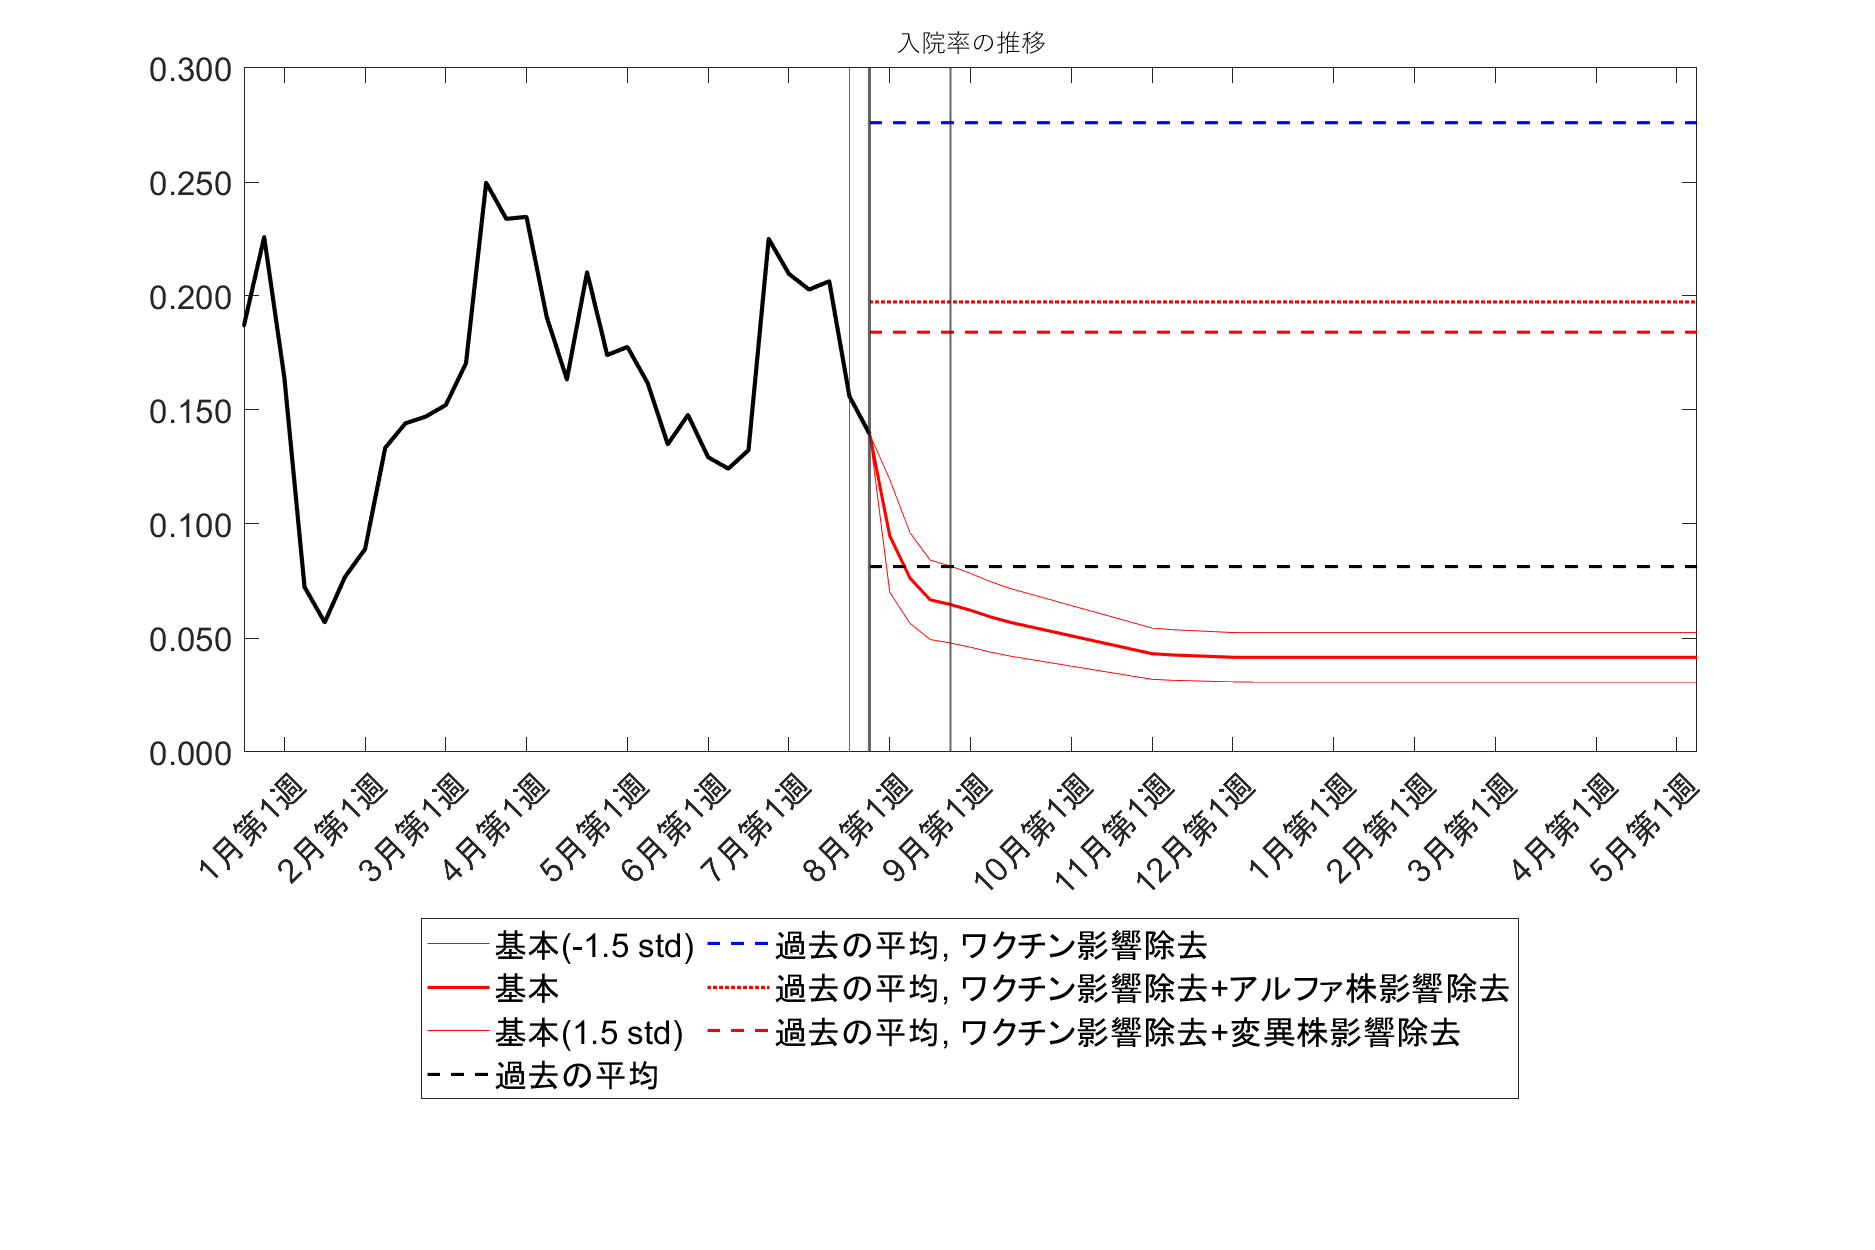 入院率の推移
0.300
0.250
0.200
0.150
0.100
0.050
0.000
1月第1週
2月第1週
3月第1週
4月第1週
5月第1週
6月第1週
7月第1週
8月第1週
9月第1週
10月第1週
11月第1週
12月第1週
1月第1週
2月第1週
3月第1週
4月第1週
5月第1週
基本(-1.5 std)
基本
基本(1.5 std)
過去の平均
過去の平均, ワクチン影響除去
過去の平均, ワクチン影響除去+アルファ株影響除去
過去の平均, ワクチン影響除去+変異株影響除去